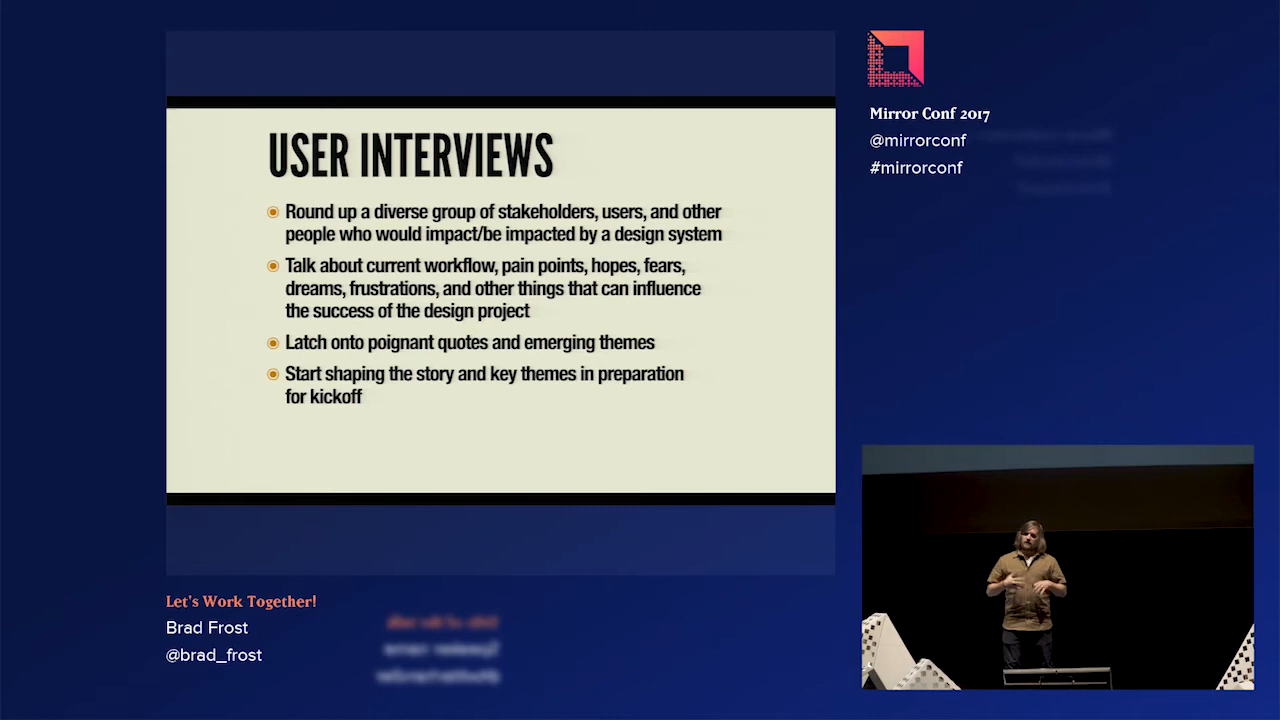 USER INTERVIEWS
Round up a diverse group of stakeholders, users, and other
people who would impact/be impacted by a design system
Talk about current workflow, pain points, hopes, fears,
dreams, frustrations, and other things that can influence
the success of the design project
Latch onto poignant quotes and emerging themes
Start shaping the story and key themes in preparation
for kickoff
Mirror Conf 2017
@mirrorconf
#mirrorconf
Let's Work Together!
Brad Frost
@brad_frost